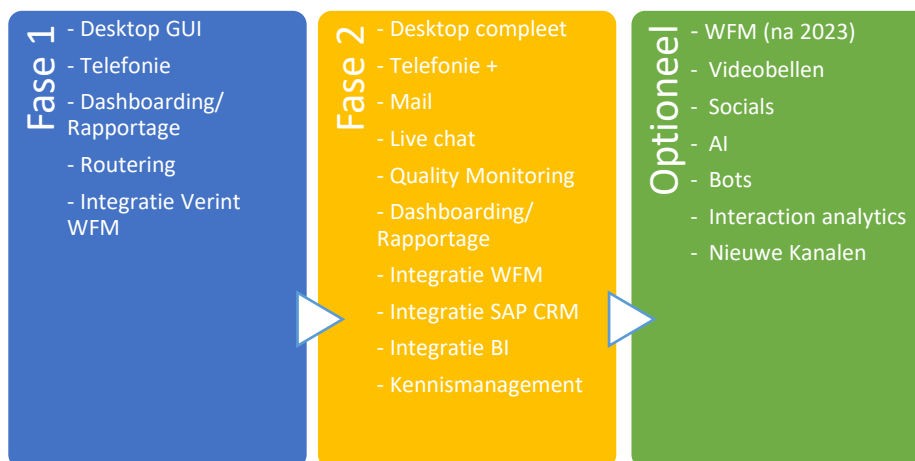 Fase 1
- Desktop GUI
- Telefonie
- Dashboarding/
Rapportage
- Routering
- Integratie Verint
WFM
Fase 2
- Desktop compleet
- Telefonie +
- Mail
- Live chat
- Quality Monitoring
- Dashboarding/
Rapportage
- Integratie WFM
- Integratie SAP CRM
- Integratie BI
- Kennismanagement
Optioneel
- WFM (na 2023)
- Videobellen
- Socials
- AI
- Bots
- Interaction analytics
- Nieuwe Kanalen